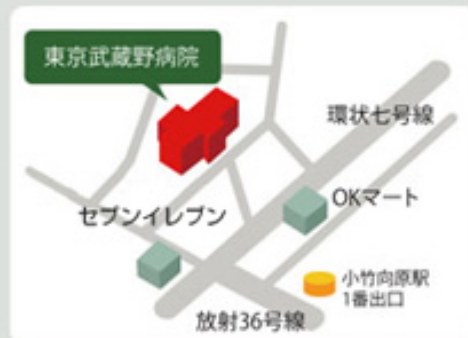 東京武蔵野病院
環状七号線
OKマート
セブンイレブン
小竹向原駅
1番出口
放射36号線